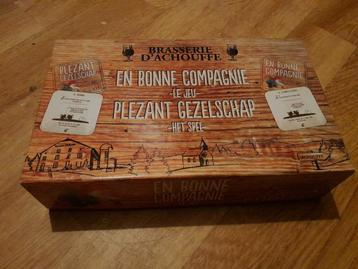 BRASSERIE
D'ACHOUFFE
EN BONNE COMPAGNIE
-LE JEU-
PLEZANT GEZELSCHAP
-HET SPEL-
PLEZANT
GEZELSCHAP
EN BONNE
COMPAGNIE
EN BONNE
COMPAGNIE